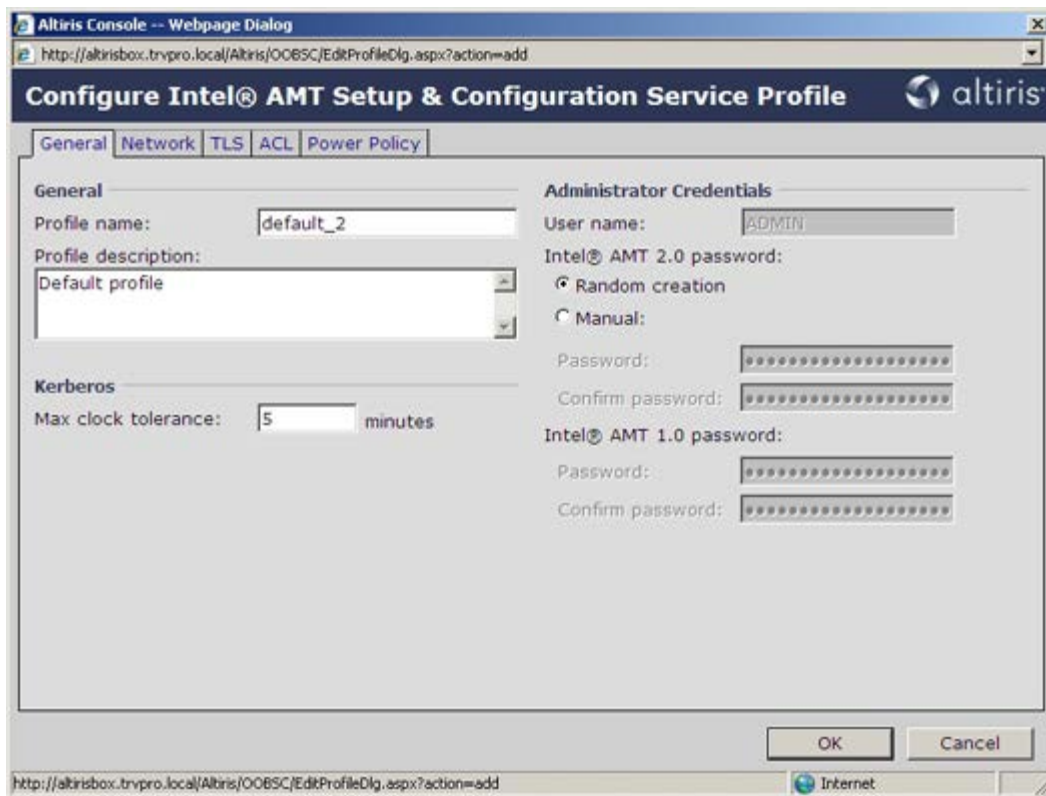 Altiris Console -- Webpage Dialog
http://altirisbox.trvpro.local/Altiris/OOBSC/EditProfileDlg.aspx?action=add
Configure Intel® AMT Setup & Configuration Service Profile
altiris
General Network TLS ACL Power Policy
General
Profile name: default_2
Profile description:
Default profile
Kerberos
Max clock tolerance: 5 minutes
Administrator Credentials
User name: ADMIN
Intel® AMT 2.0 password:
Random creation
Manual:
Password:
Confirm password:
Intel® AMT 1.0 password:
Password:
Confirm password:
OK Cancel
http://altirisbox.trvpro.local/Altiris/OOBSC/EditProfileDlg.aspx?action=add
Internet